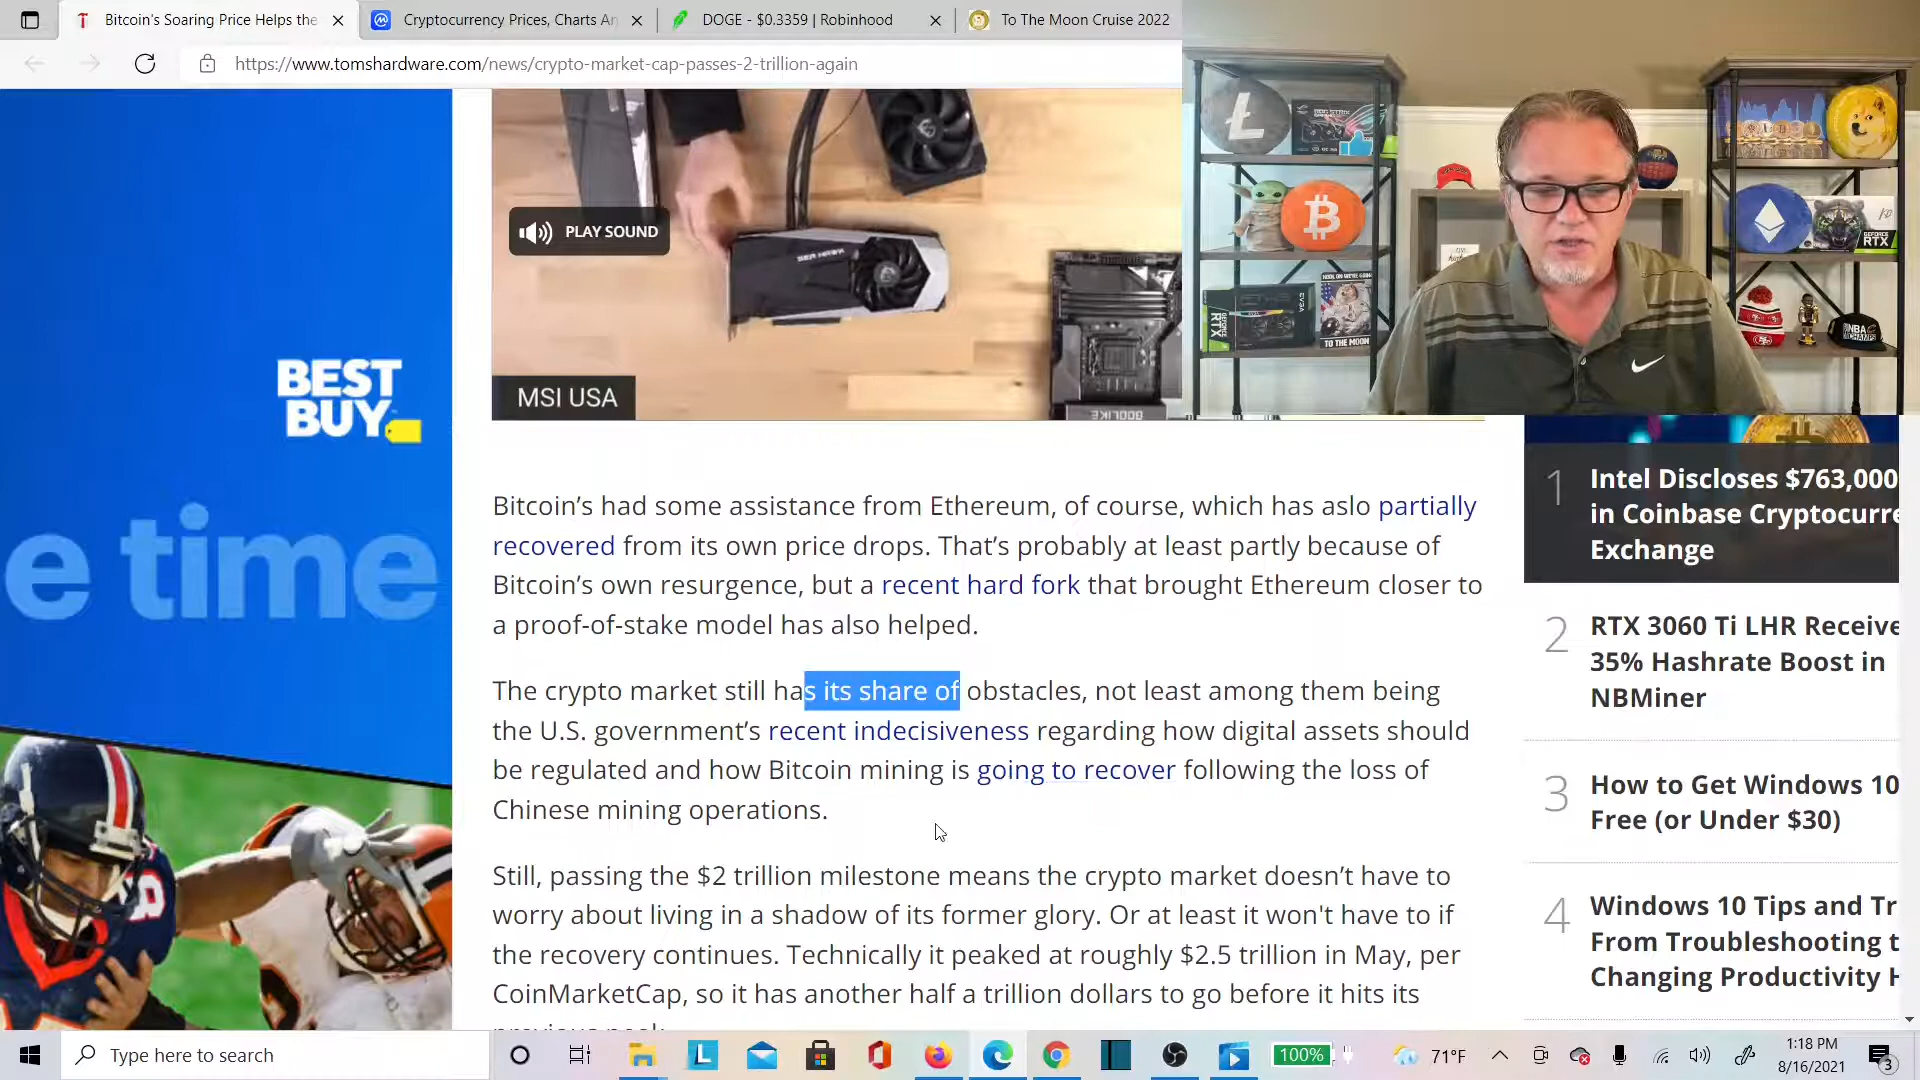 Bitcoin's Soaring Price Helps the
Cryptocurrency Prices, Charts An
DOGE - $0.3359 | Robinhood
To The Moon Cruise 2022
https://www.tomshardware.com/news/crypto-market-cap-passes-2-trillion-again
PLAY SOUND
MSI USA
BEST
BUY
e time
GEFORCE
RTX
TO THE MOON
NBA
Bitcoin’s had some assistance from Ethereum, of course, which has aslo partially
recovered from its own price drops. That’s probably at least partly because of
Bitcoin’s own resurgence, but a recent hard fork that brought Ethereum closer to
a proof-of-stake model has also helped.
The crypto market still has its share of obstacles, not least among them being
the U.S. government’s recent indecisiveness regarding how digital assets should
be regulated and how Bitcoin mining is going to recover following the loss of
Chinese mining operations.
Still, passing the $2 trillion milestone means the crypto market doesn’t have to
worry about living in a shadow of its former glory. Or at least it won't have to if
the recovery continues. Technically it peaked at roughly $2.5 trillion in May, per
CoinMarketCap, so it has another half a trillion dollars to go before it hits its
previous peak.
1 Intel Discloses $763,000
in Coinbase Cryptocurre
Exchange
2 RTX 3060 Ti LHR Receive
35% Hashrate Boost in
NBMiner
3 How to Get Windows 10
Free (or Under $30)
4 Windows 10 Tips and Tr
From Troubleshooting t
Changing Productivity H
Type here to search
100%
71°F
1:18 PM
8/16/2021
3